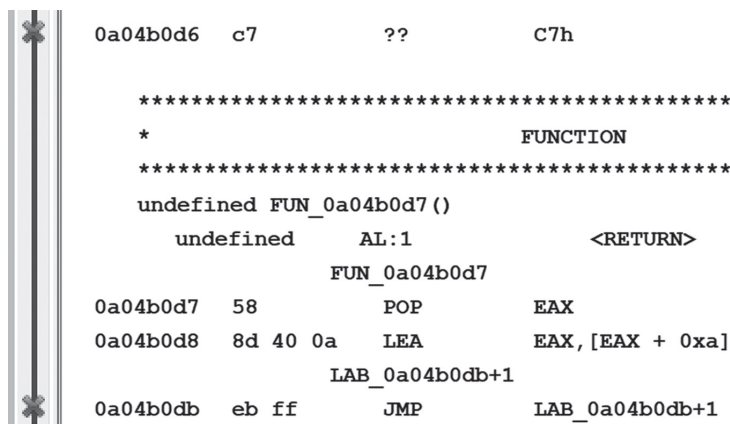 0a04b0d6 c7 ?? C7h
*********************************************
* FUNCTION
*********************************************
undefined FUN_0a04b0d7()
undefined AL:1 <RETURN>
FUN_0a04b0d7
0a04b0d7 58 POP EAX
0a04b0d8 8d 40 0a LEA EAX,[EAX + 0xa]
LAB_0a04b0db+1
0a04b0db eb ff JMP LAB_0a04b0db+1